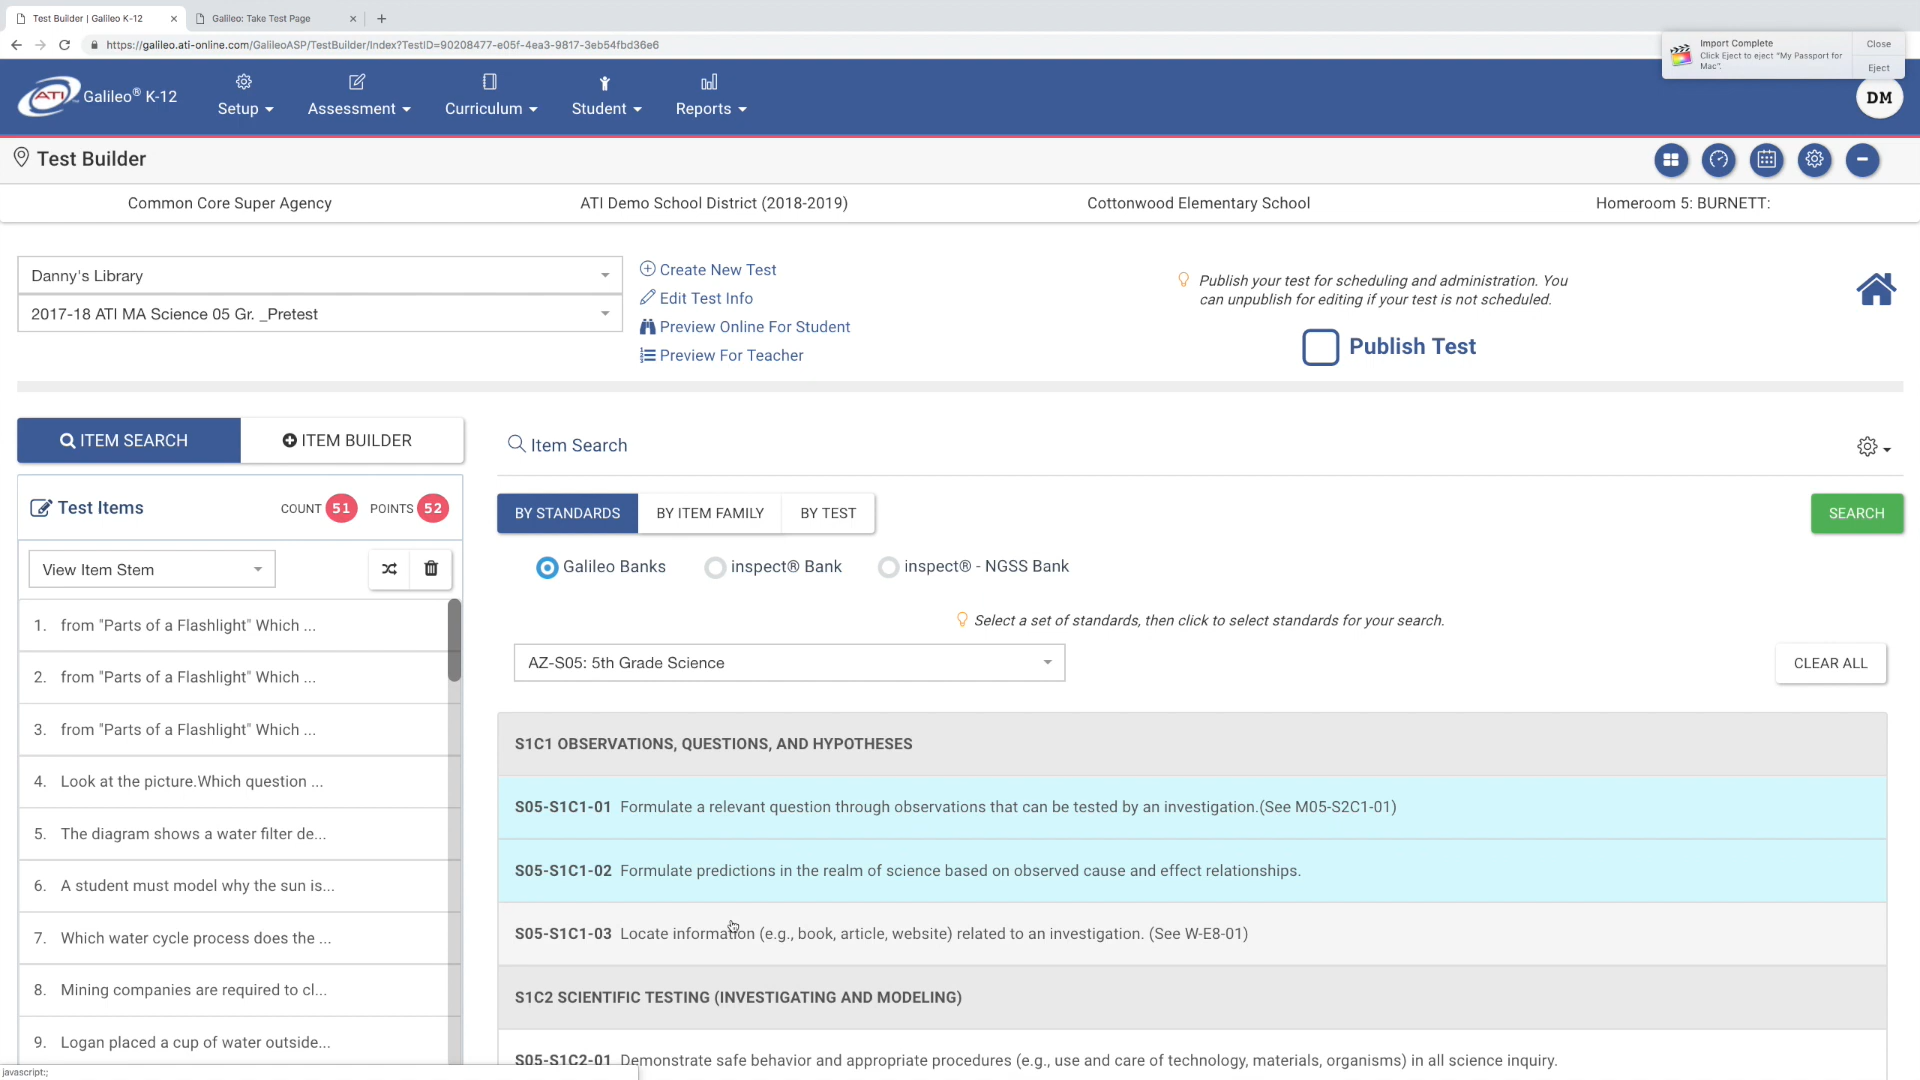 Test Builder | Galileo K-12
Galileo: Take Test Page
https://galileo.ati-online.com/GalileoASP/TestBuilder/Index?TestID=90208477-e05f-4ea3-9817-3eb54fbd36e6
Import Complete
Click Eject to eject "My Passport for
Mac".
Close
Eject
ATI
Galileo® K-12
Setup
Assessment
Curriculum
Student
Reports
DM
Test Builder
Common Core Super Agency
ATI Demo School District (2018-2019)
Cottonwood Elementary School
Homeroom 5: BURNETT:
Danny's Library
2017-18 ATI MA Science 05 Gr. _Pretest
Create New Test
Edit Test Info
Preview Online For Student
Preview For Teacher
Publish your test for scheduling and administration. You
can unpublish for editing if your test is not scheduled.
Publish Test
ITEM SEARCH
ITEM BUILDER
Test Items
COUNT 51
POINTS 52
View Item Stem
1. from "Parts of a Flashlight" Which ...
2. from "Parts of a Flashlight" Which ...
3. from "Parts of a Flashlight" Which ...
4. Look at the picture.Which question ...
5. The diagram shows a water filter de...
6. A student must model why the sun is...
7. Which water cycle process does the ...
8. Mining companies are required to cl...
9. Logan placed a cup of water outside...
Item Search
BY STANDARDS
BY ITEM FAMILY
BY TEST
SEARCH
Galileo Banks
inspect® Bank
inspect® - NGSS Bank
Select a set of standards, then click to select standards for your search.
AZ-S05: 5th Grade Science
CLEAR ALL
S1C1 OBSERVATIONS, QUESTIONS, AND HYPOTHESES
S05-S1C1-01 Formulate a relevant question through observations that can be tested by an investigation.(See M05-S2C1-01)
S05-S1C1-02 Formulate predictions in the realm of science based on observed cause and effect relationships.
S05-S1C1-03 Locate information (e.g., book, article, website) related to an investigation. (See W-E8-01)
S1C2 SCIENTIFIC TESTING (INVESTIGATING AND MODELING)
S05-S1C2-01 Demonstrate safe behavior and appropriate procedures (e.g., use and care of technology, materials, organisms) in all science inquiry.
javascript:;